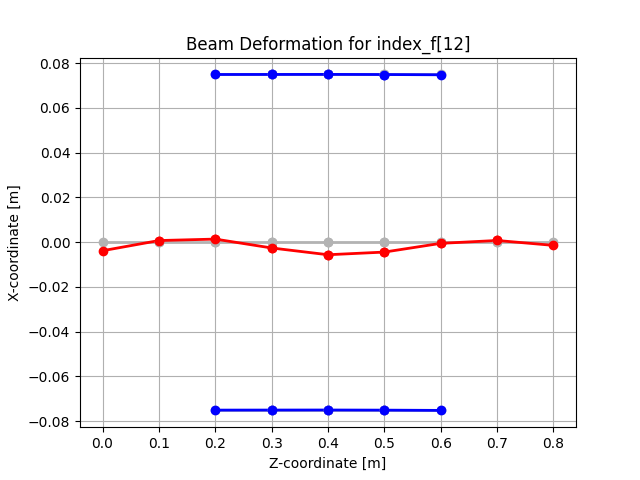 Beam Deformation for index_f[12]
0.08
0.06
0.04
0.02
0.00
−0.02
−0.04
−0.06
−0.08
X-coordinate [m]
0.0 0.1 0.2 0.3 0.4 0.5 0.6 0.7 0.8
Z-coordinate [m]